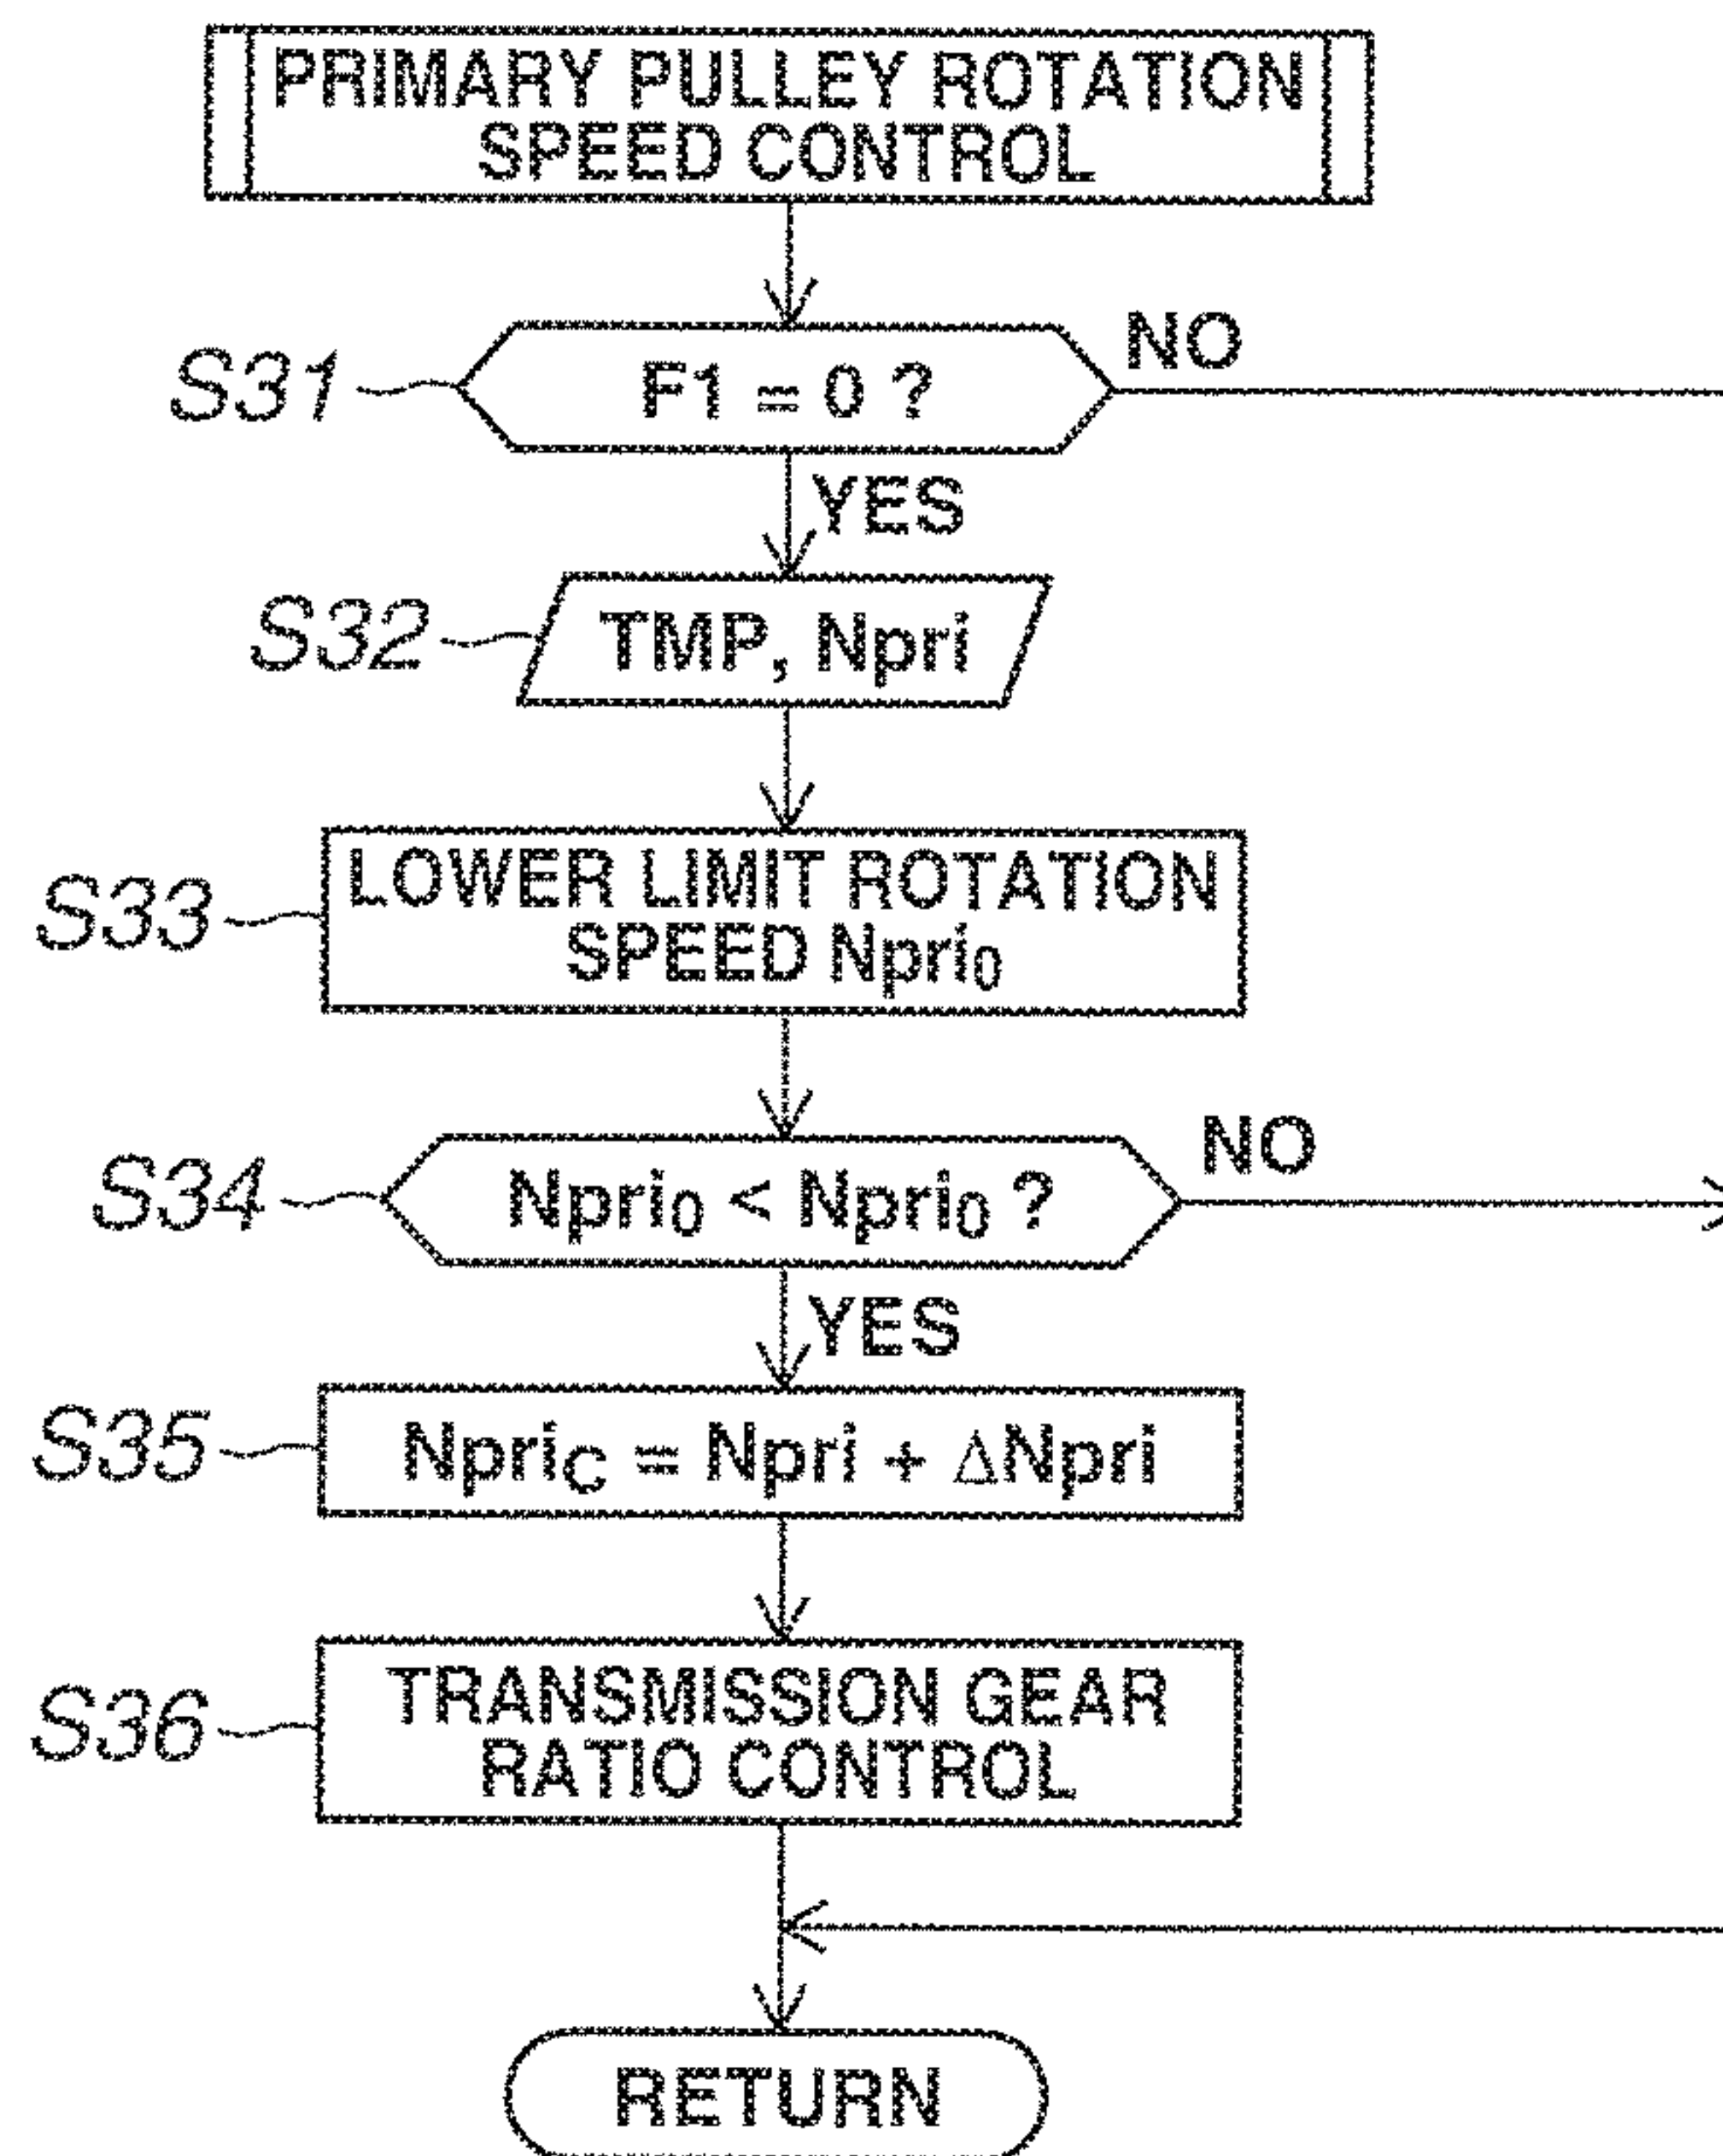 PRIMARY PULLEY ROTATION
SPEED CONTROL
S31
F1 = 0 ?
NO
YES
S32
TMP, Npri
S33
LOWER LIMIT ROTATION
SPEED Npri₀
S34
Npri₀ < Npri₀ ?
NO
YES
S35
Npri_C = Npri + ΔNpri
S36
TRANSMISSION GEAR
RATIO CONTROL
RETURN